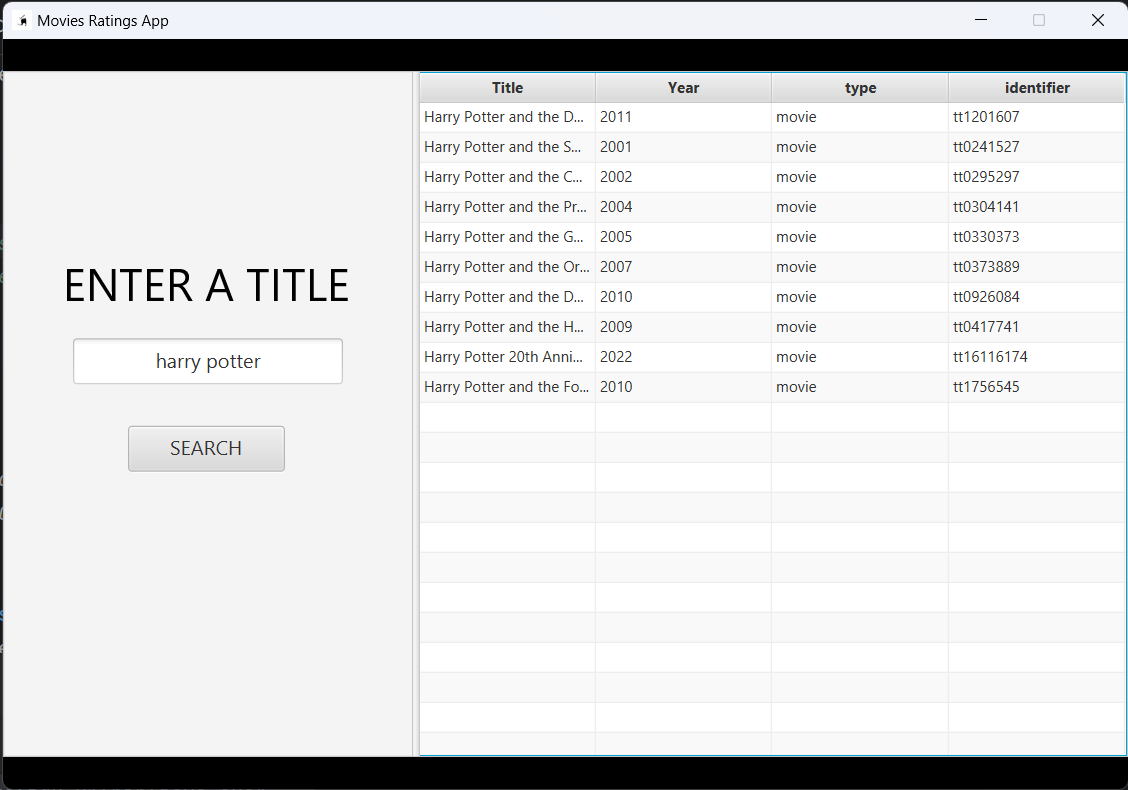 Movies Ratings App
ENTER A TITLE
harry potter
SEARCH
Title Year type identifier
Harry Potter and the D... 2011 movie tt1201607
Harry Potter and the S... 2001 movie tt0241527
Harry Potter and the C... 2002 movie tt0295297
Harry Potter and the Pr... 2004 movie tt0304141
Harry Potter and the G... 2005 movie tt0330373
Harry Potter and the Or... 2007 movie tt0373889
Harry Potter and the D... 2010 movie tt0926084
Harry Potter and the H... 2009 movie tt0417741
Harry Potter 20th Anni... 2022 movie tt16116174
Harry Potter and the Fo... 2010 movie tt1756545